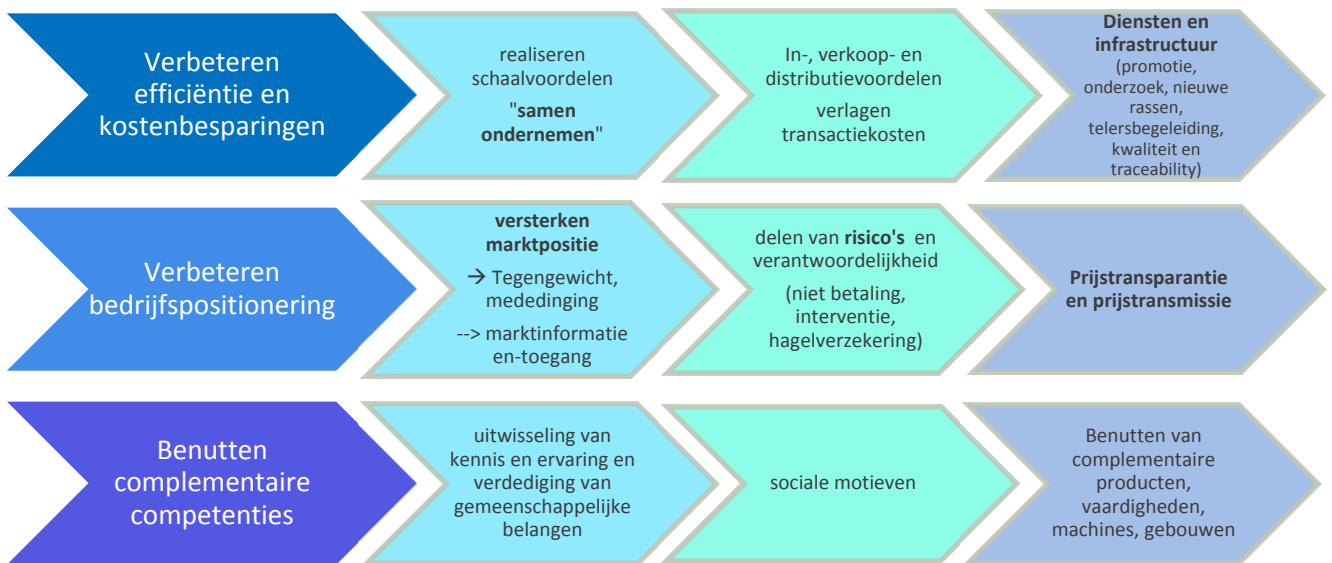 Verbeteren
efficiëntie en
kostenbesparingen
realiseren
schaalvoordelen
"samen
ondernemen"
In-, verkoop- en
distributievoordelen
verlagen
transactiekosten
Diensten en
infrastructuur
(promotie,
onderzoek, nieuwe
rassen,
telersbegeleiding,
kwaliteit en
traceability)
Verbeteren
bedrijfspositionering
versterken
marktpositie
→ Tegengewicht,
mededinging
--> marktinformatie
en-toegang
delen van risico's en
verantwoordelijkheid
(niet betaling,
interventie,
hagelverzekering)
Prijstransparantie
en prijstransmissie
Benutten
complementaire
competenties
uitwisseling van
kennis en ervaring en
verdediging van
gemeenschappelijke
belangen
sociale motieven
Benutten van
complementaire
producten,
vaardigheden,
machines, gebouwen